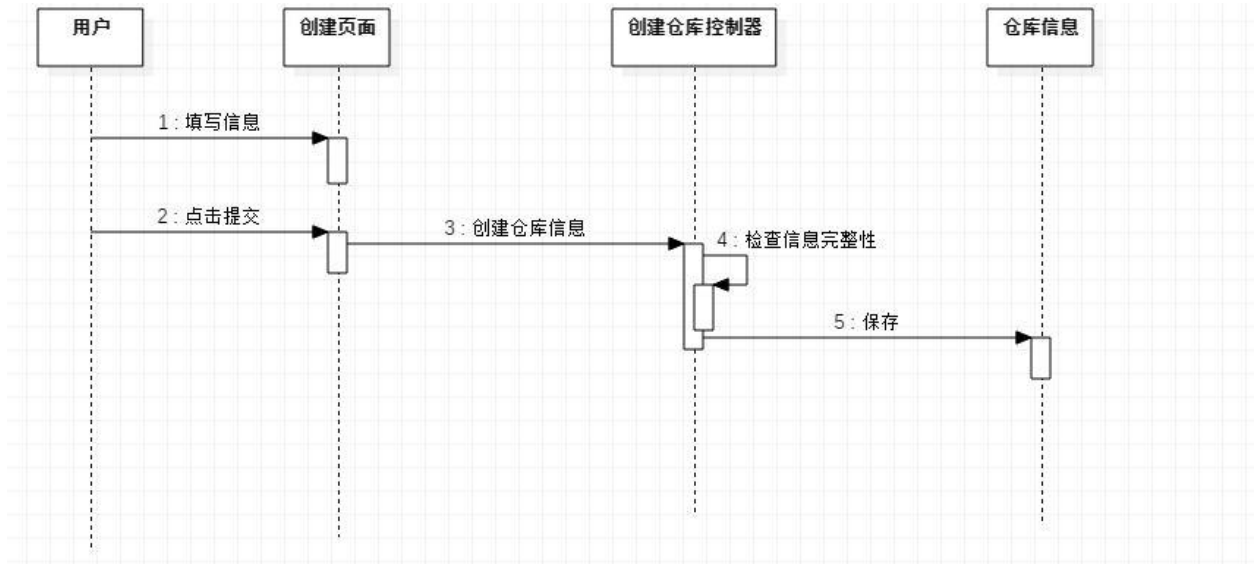 用户
创建页面
创建仓库控制器
仓库信息
1 : 填写信息
2 : 点击提交
3 : 创建仓库信息
4 : 检查信息完整性
5 : 保存